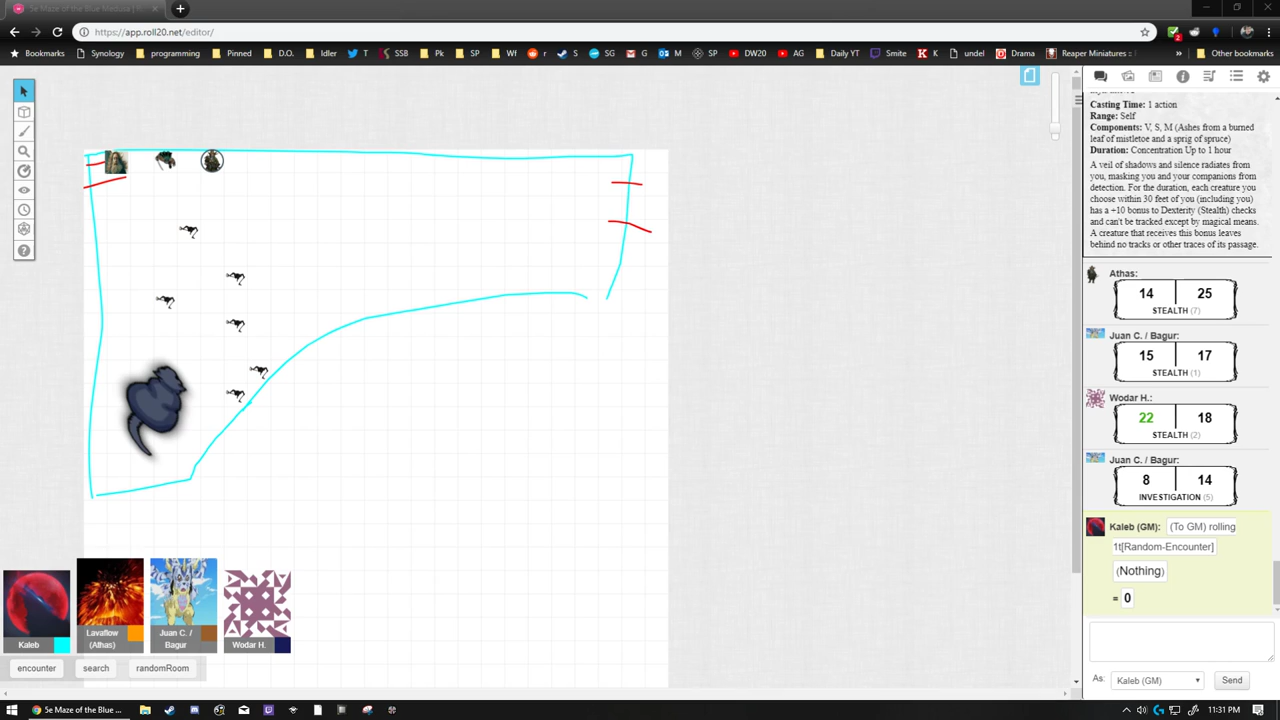 5e Maze of the Blue Medusa |
https://app.roll20.net/editor/
Bookmarks Synology programming Pinned D.O. Idler T SSB Pk SP Wf r S SG G M SP DW20 AG Daily YT Smite K undel Drama Reaper Miniatures :: Other bookmarks
Casting Time: 1 action
Range: Self
Components: V, S, M (Ashes from a burned
leaf of mistletoe and a sprig of spruce)
Duration: Concentration Up to 1 hour
A veil of shadows and silence radiates from
you, masking you and your companions from
detection. For the duration, each creature you
choose within 30 feet of you (including you)
has a +10 bonus to Dexterity (Stealth) checks
and can't be tracked except by magical means.
A creature that receives this bonus leaves
behind no tracks or other traces of its passage.
Athas:
14 25
STEALTH (7)
Juan C. / Bagur:
15 17
STEALTH (1)
Wodar H.:
22 18
STEALTH (2)
Juan C. / Bagur:
8 14
INVESTIGATION (5)
Kaleb (GM): (To GM) rolling
1t[Random-Encounter]
(Nothing)
= 0
As: Kaleb (GM) Send
Kaleb
Lavaflow
(Athas)
Juan C. /
Bagur
Wodar H.
encounter search randomRoom
5e Maze of the Blue ...
11:31 PM